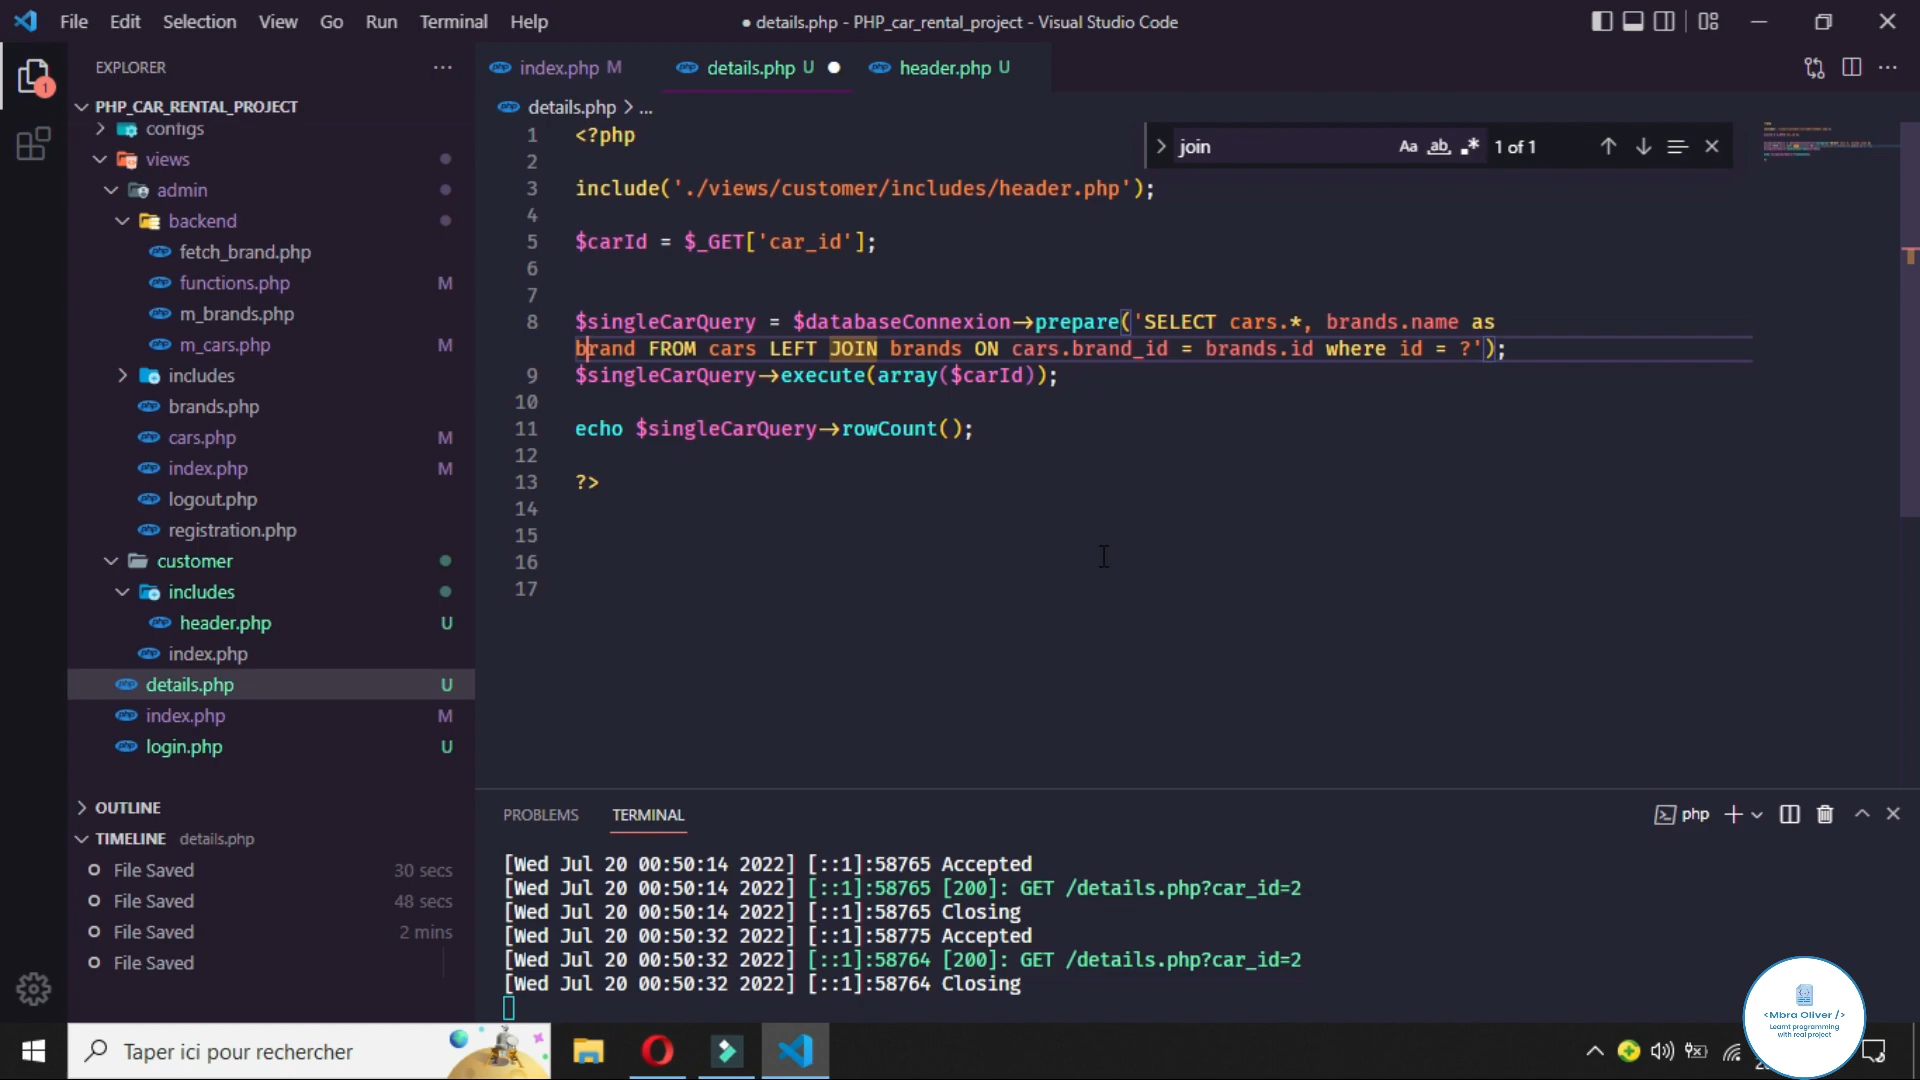 File Edit Selection View Go Run Terminal Help
● details.php - PHP_car_rental_project - Visual Studio Code
EXPLORER
1
PHP_CAR_RENTAL_PROJECT
configs
views
admin
backend
fetch_brand.php
functions.php M
m_brands.php
m_cars.php M
includes
brands.php
cars.php M
index.php M
logout.php
registration.php
customer
includes
header.php U
index.php
details.php U
index.php M
login.php U
OUTLINE
TIMELINE details.php
File Saved 30 secs
File Saved 48 secs
File Saved 2 mins
File Saved
index.php M details.php U ● header.php U
details.php > ...
join Aa ab .* 1 of 1
1 <?php
2
3 include('./views/customer/includes/header.php');
4
5 $carId = $_GET['car_id'];
6
7
8 $singleCarQuery = $databaseConnexion->prepare('SELECT cars.*, brands.name as
brand FROM cars LEFT JOIN brands ON cars.brand_id = brands.id where id = ?');
9 $singleCarQuery->execute(array($carId));
10
11 echo $singleCarQuery->rowCount();
12
13 ?>
14
15
16
17
PROBLEMS TERMINAL
php
[Wed Jul 20 00:50:14 2022] [::1]:58765 Accepted
[Wed Jul 20 00:50:14 2022] [::1]:58765 [200]: GET /details.php?car_id=2
[Wed Jul 20 00:50:14 2022] [::1]:58765 Closing
[Wed Jul 20 00:50:32 2022] [::1]:58775 Accepted
[Wed Jul 20 00:50:32 2022] [::1]:58764 [200]: GET /details.php?car_id=2
[Wed Jul 20 00:50:32 2022] [::1]:58764 Closing
<Mbra Oliver />
Learnt programming
with real project
Taper ici pour rechercher